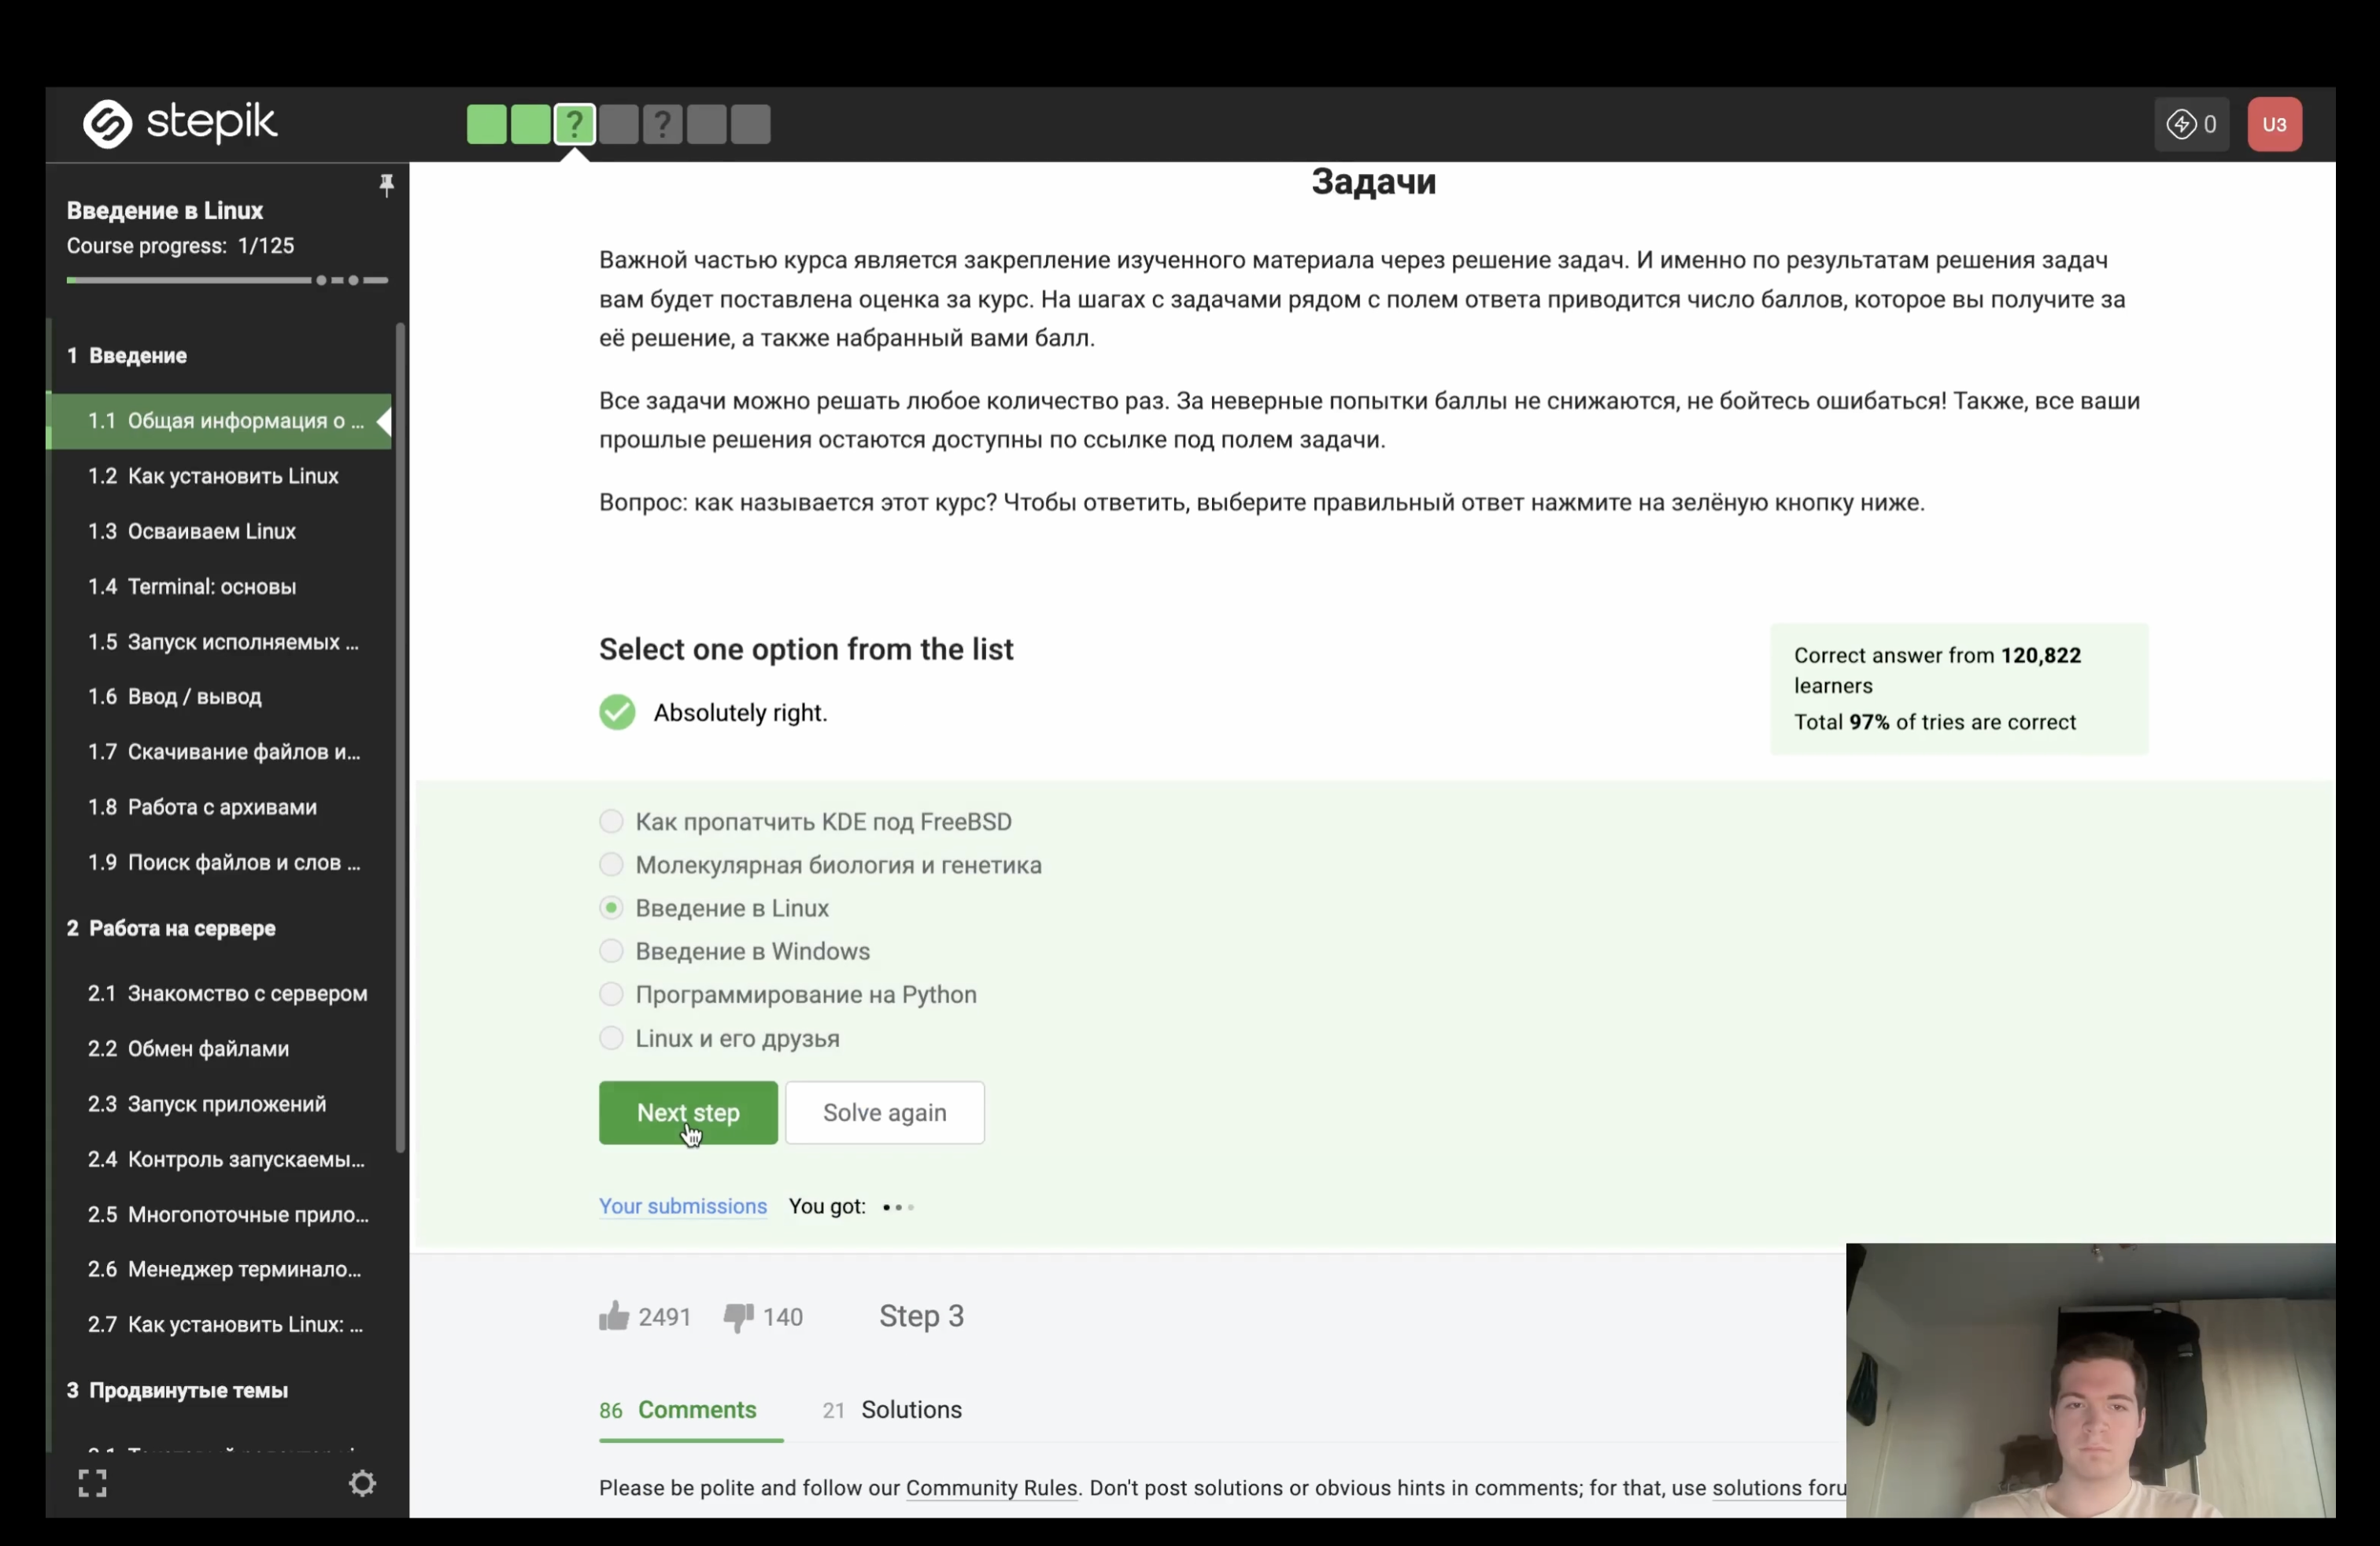 stepik
?
?
0
U3
Введение в Linux
Course progress: 1/125
1 Введение
1.1 Общая информация о ...
1.2 Как установить Linux
1.3 Осваиваем Linux
1.4 Terminal: основы
1.5 Запуск исполняемых ...
1.6 Ввод / вывод
1.7 Скачивание файлов и...
1.8 Работа с архивами
1.9 Поиск файлов и слов ...
2 Работа на сервере
2.1 Знакомство с сервером
2.2 Обмен файлами
2.3 Запуск приложений
2.4 Контроль запускаемы...
2.5 Многопоточные прило...
2.6 Менеджер терминало...
2.7 Как установить Linux: ...
3 Продвинутые темы
Задачи
Важной частью курса является закрепление изученного материала через решение задач. И именно по результатам решения задач
вам будет поставлена оценка за курс. На шагах с задачами рядом с полем ответа приводится число баллов, которое вы получите за
её решение, а также набранный вами балл.
Все задачи можно решать любое количество раз. За неверные попытки баллы не снижаются, не бойтесь ошибаться! Также, все ваши
прошлые решения остаются доступны по ссылке под полем задачи.
Вопрос: как называется этот курс? Чтобы ответить, выберите правильный ответ нажмите на зелёную кнопку ниже.
Select one option from the list
Absolutely right.
Correct answer from 120,822
learners
Total 97% of tries are correct
Как пропатчить KDE под FreeBSD
Молекулярная биология и генетика
Введение в Linux
Введение в Windows
Программирование на Python
Linux и его друзья
Next step
Solve again
Your submissions You got:
2491 140 Step 3
86 Comments 21 Solutions
Please be polite and follow our Community Rules. Don't post solutions or obvious hints in comments; for that, use solutions foru